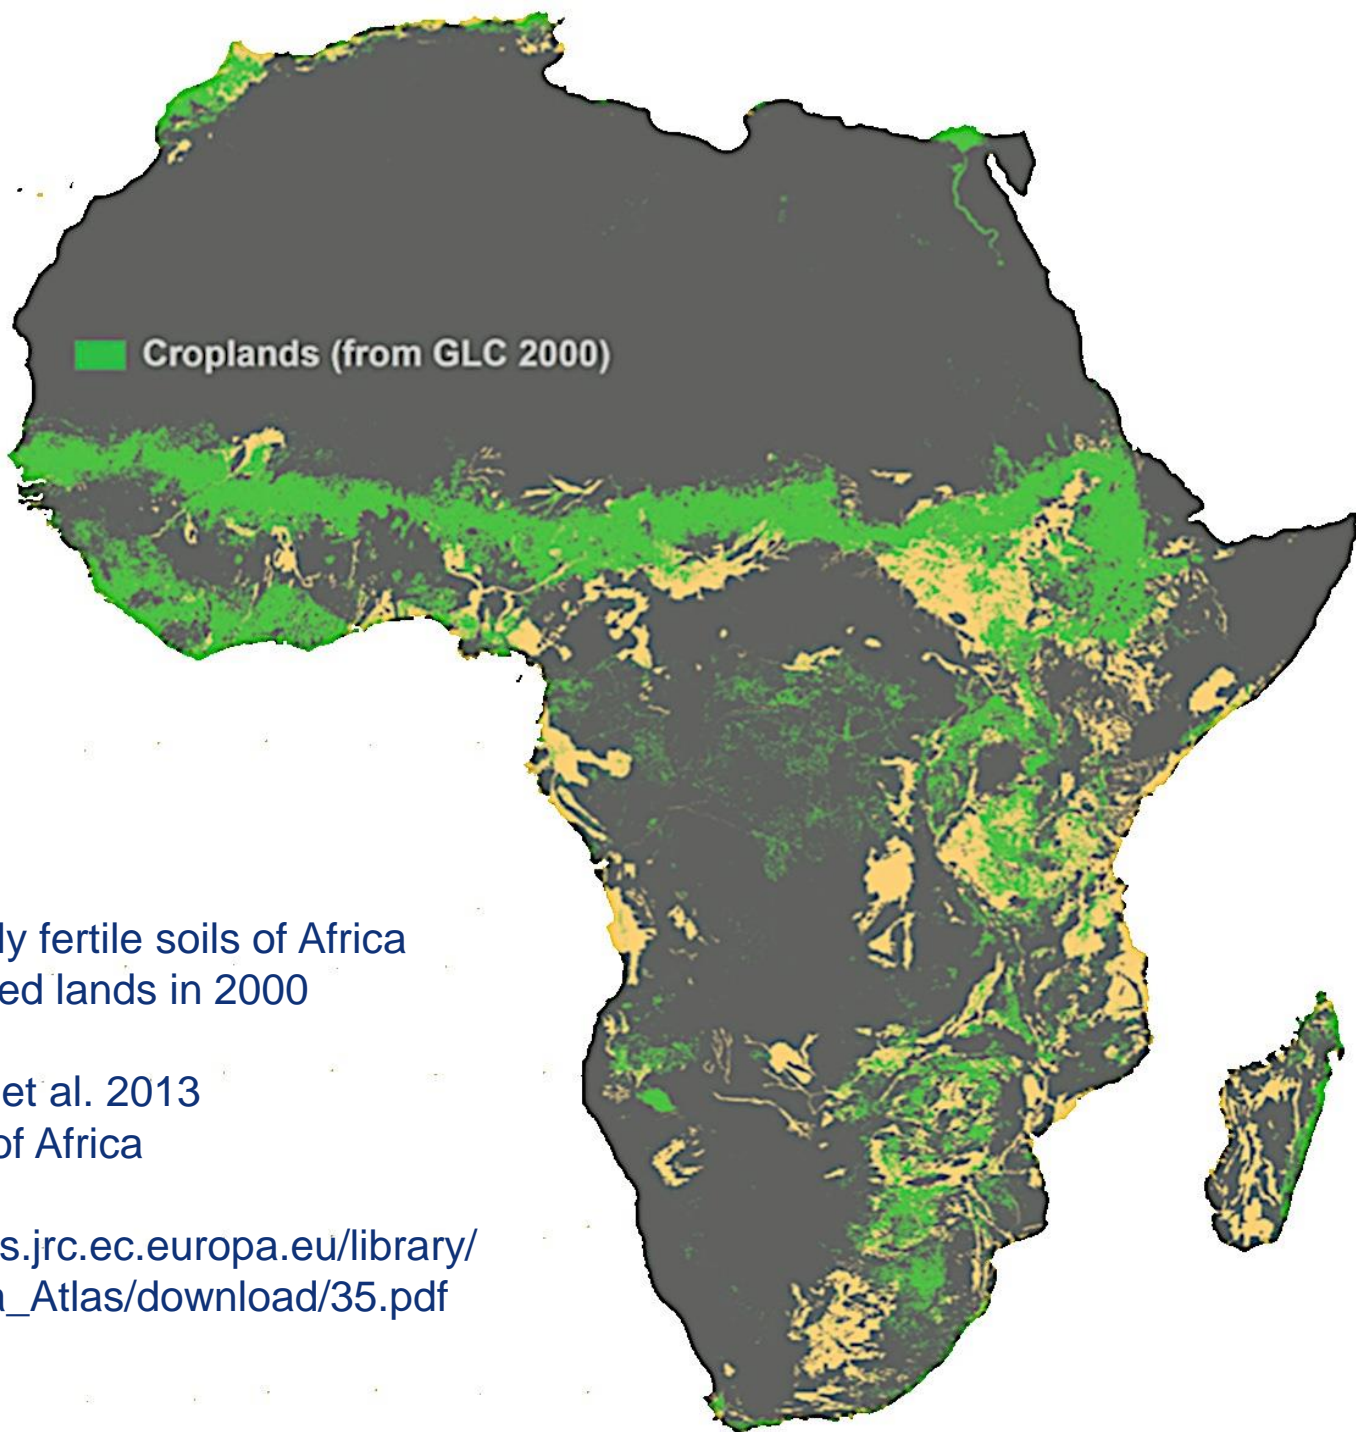 Croplands (from GLC 2000)
ly fertile soils of Africa
ed lands in 2000
et al. 2013
of Africa
s.jrc.ec.europa.eu/library/
a_Atlas/download/35.pdf